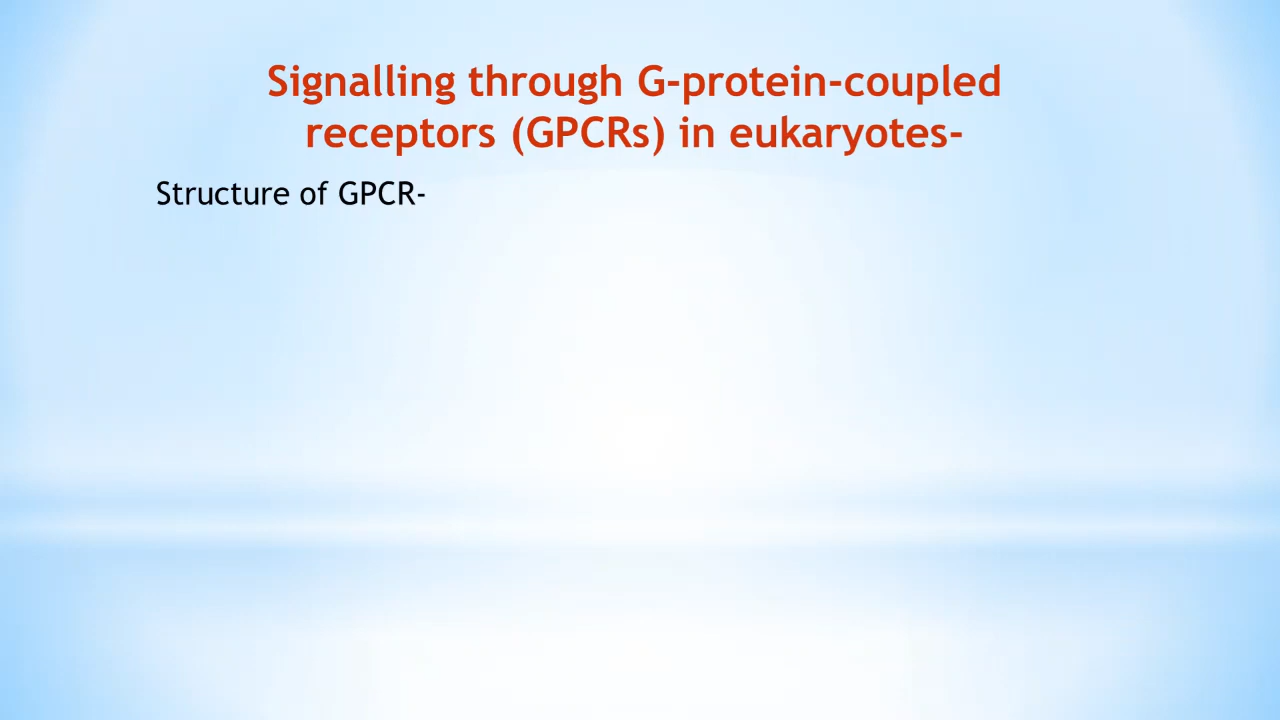 Signalling through G-protein-coupled
receptors (GPCRs) in eukaryotes-
Structure of GPCR-